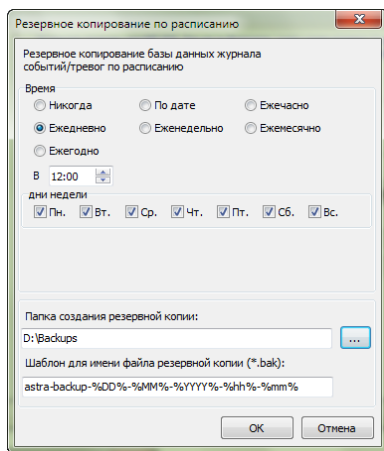 Резервное копирование по расписанию
Резервное копирование базы данных журнала
событий/тревог по расписанию
Время
Никогда По дате Ежечасно
Ежедневно Еженедельно Ежемесячно
Ежегодно
В 12:00
дни недели
Пн. Вт. Ср. Чт. Пт. Сб. Вс.
Папка создания резервной копии:
D:\Backups ...
Шаблон для имени файла резервной копии (*.bak):
astra-backup-%DD%-%MM%-%YYYY%-%hh%-%mm%
OK Отмена